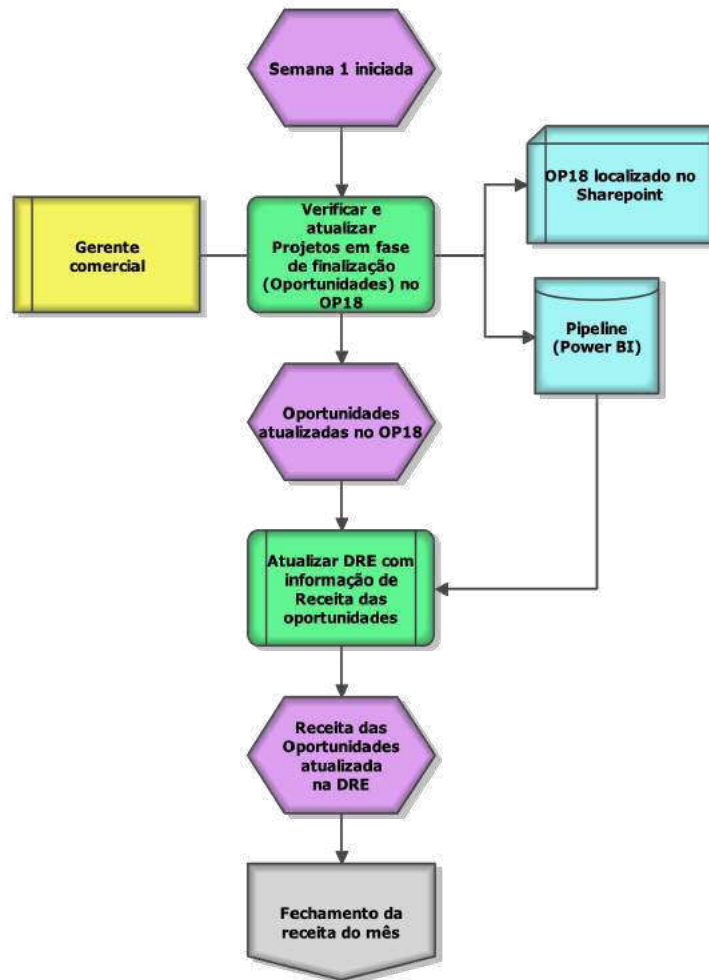 Semana 1 iniciada
OP18 localizado no
Sharepoint
Gerente
comercial
Verificar e
atualizar
Projetos em fase
de finalização
(Oportunidades) no
OP18
Pipeline
(Power BI)
Oportunidades
atualizadas no OP18
Atualizar DRE com
informação de
Receita das
oportunidades
Receita das
Oportunidades
atualizada
na DRE
Fechamento da
receita do mês